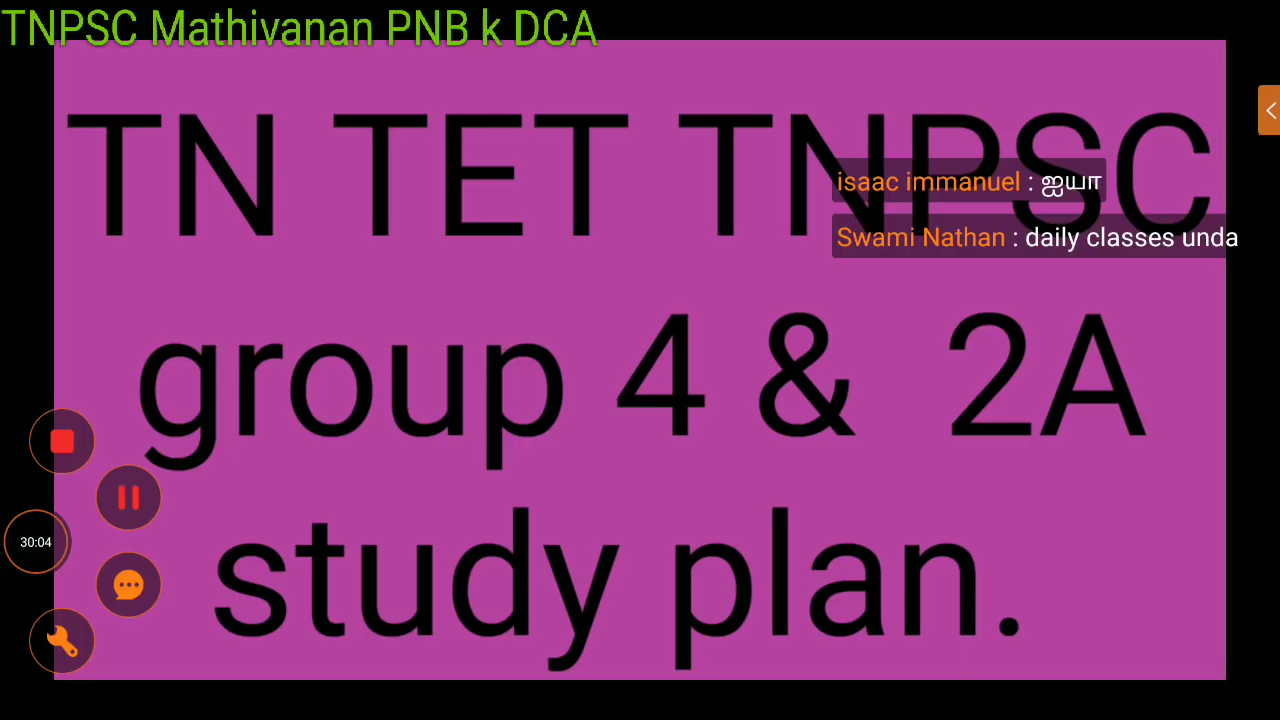 TNPSC Mathivanan PNB k DCA
TN TET TNPSC
isaac immanuel : ஐயா
Swami Nathan : daily classes unda
group 4 & 2A
30:04
study plan.